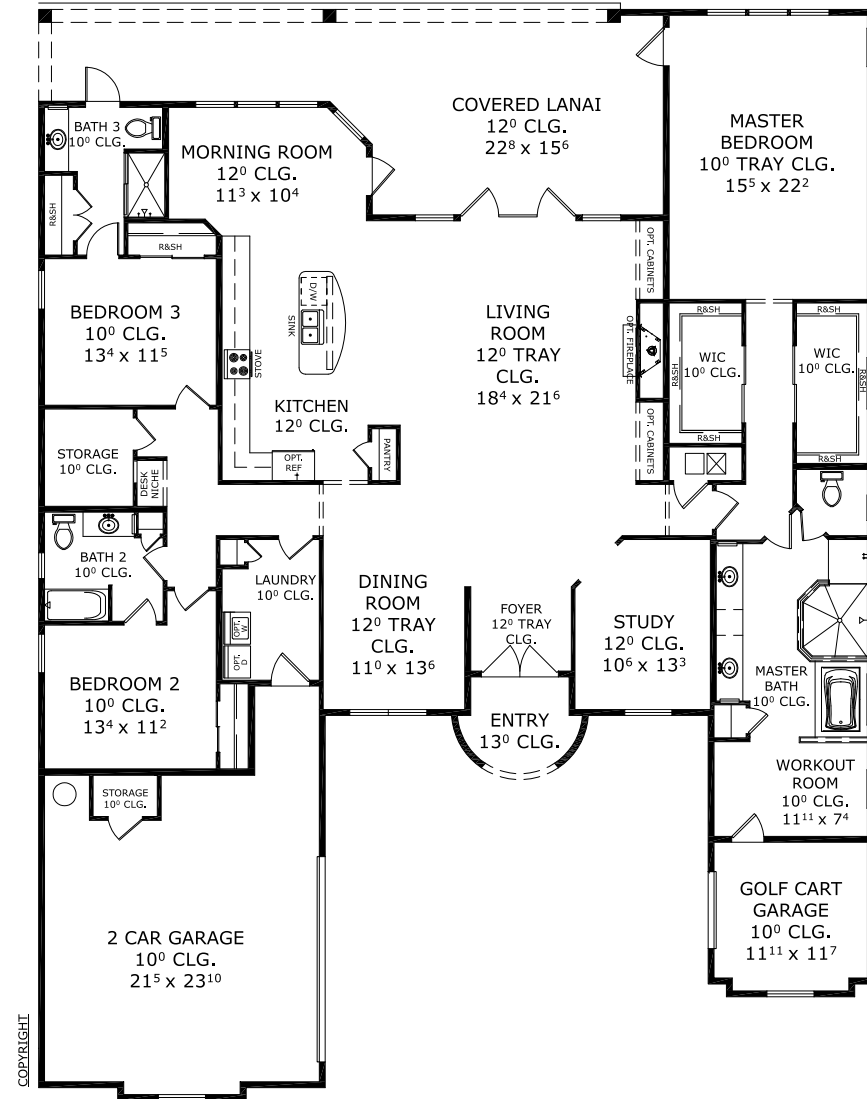 COVERED LANAI
12⁰ CLG.
22⁸ x 15⁶
MASTER
BEDROOM
10⁰ TRAY CLG.
15⁵ x 22²
BATH 3
10⁰ CLG.
MORNING ROOM
12⁰ CLG.
11³ x 10⁴
R&SH
R&SH
OPT. CABINETS
D/W
SINK
BEDROOM 3
10⁰ CLG.
13⁴ x 11⁵
STOVE
LIVING
ROOM
12⁰ TRAY
CLG.
18⁴ x 21⁶
OPT. FIREPLACE
R&SH
WIC
10⁰ CLG.
R&SH
R&SH
R&SH
WIC
10⁰ CLG.
R&SH
R&SH
KITCHEN
12⁰ CLG.
OPT. CABINETS
STORAGE
10⁰ CLG.
DESK
NICHE
OPT.
REF
PANTRY
BATH 2
10⁰ CLG.
LAUNDRY
10⁰ CLG.
OPT.
W
OPT.
D
DINING
ROOM
12⁰ TRAY
CLG.
11⁰ x 13⁶
FOYER
12⁰ TRAY
CLG.
STUDY
12⁰ CLG.
10⁶ x 13³
MASTER
BATH
10⁰ CLG.
BEDROOM 2
10⁰ CLG.
13⁴ x 11²
ENTRY
13⁰ CLG.
WORKOUT
ROOM
10⁰ CLG.
11¹¹ x 7⁴
STORAGE
10⁰ CLG.
GOLF CART
GARAGE
10⁰ CLG.
11¹¹ x 11⁷
2 CAR GARAGE
10⁰ CLG.
21⁵ x 23¹⁰
COPYRIGHT